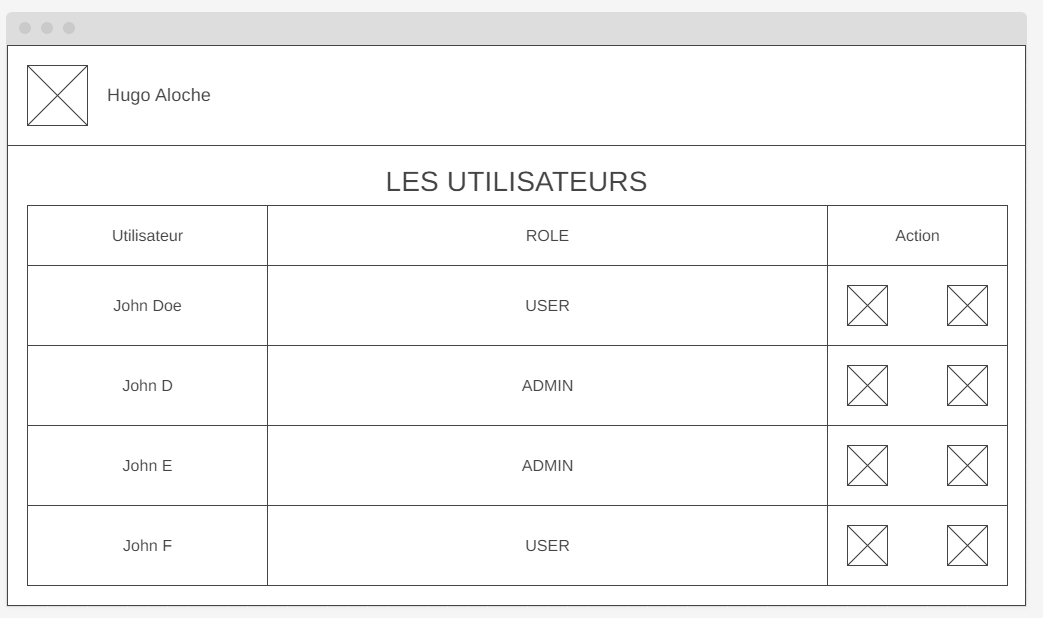 Hugo Aloche
LES UTILISATEURS
Utilisateur ROLE Action
John Doe USER
John D ADMIN
John E ADMIN
John F USER